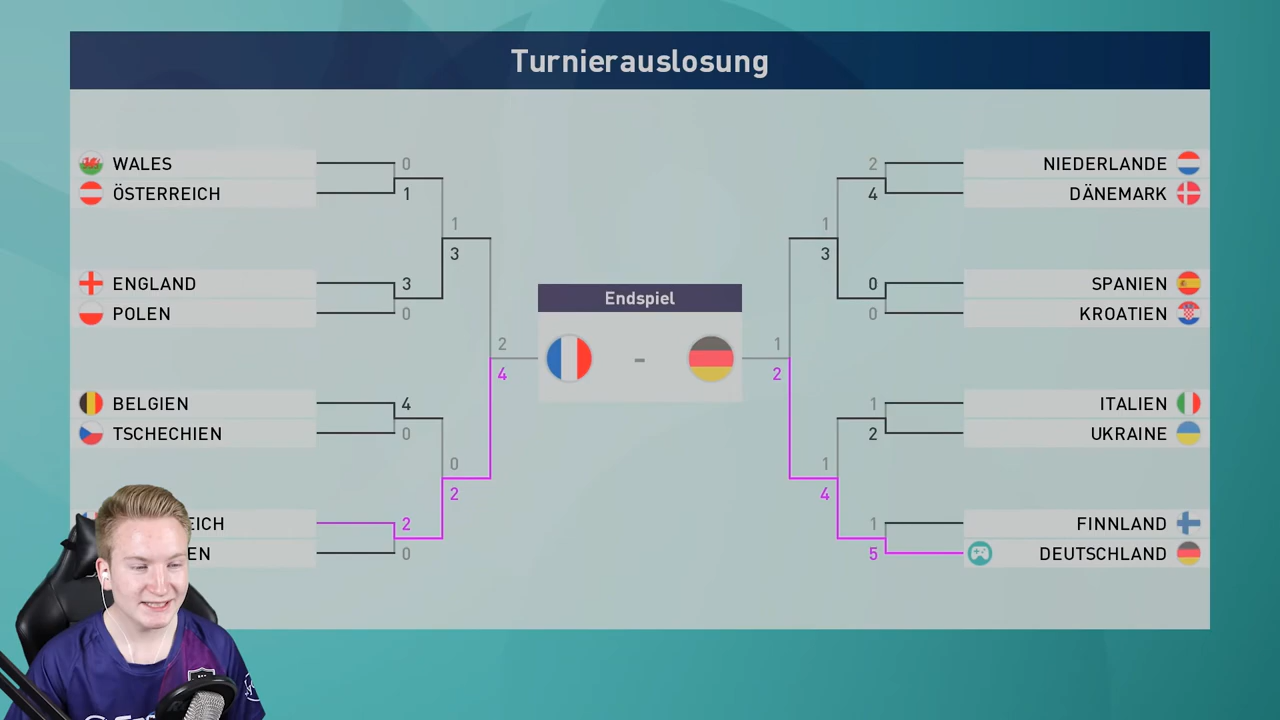 Turnierauslosung
WALES 0
ÖSTERREICH 1
1
3
ENGLAND 3
POLEN 0
2
4
BELGIEN 4
TSCHECHIEN 0
0
2
EICH 2
EN 0
Endspiel
-
NIEDERLANDE 2
DÄNEMARK 4
1
3
SPANIEN 0
KROATIEN 0
1
2
ITALIEN 1
UKRAINE 2
1
4
FINNLAND 1
DEUTSCHLAND 5